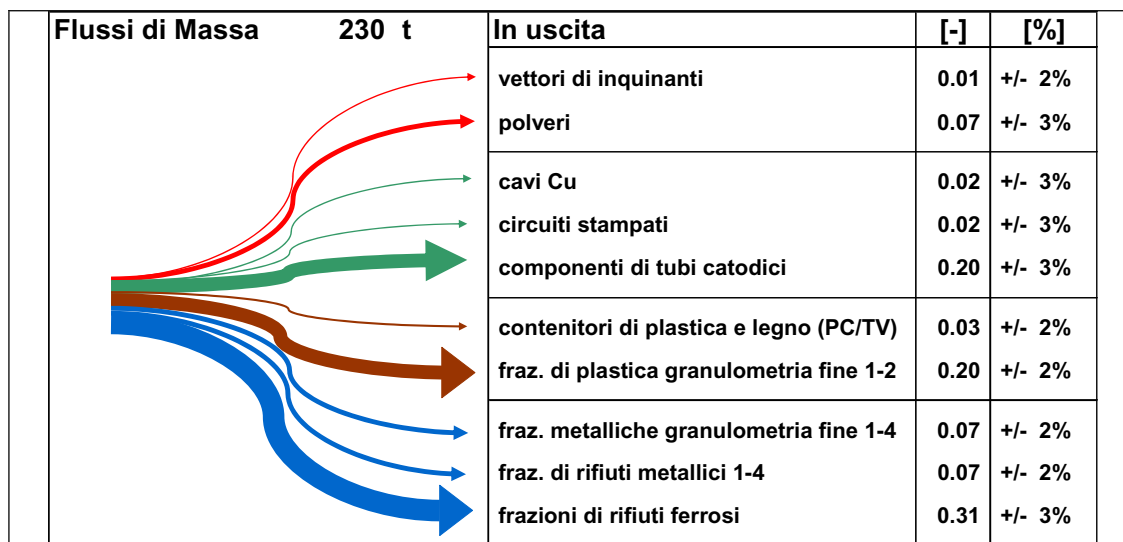 Flussi di Massa 230 t In uscita [-] [%]
vettori di inquinanti 0.01 +/- 2%
polveri 0.07 +/- 3%
cavi Cu 0.02 +/- 3%
circuiti stampati 0.02 +/- 3%
componenti di tubi catodici 0.20 +/- 3%
contenitori di plastica e legno (PC/TV) 0.03 +/- 2%
fraz. di plastica granulometria fine 1-2 0.20 +/- 2%
fraz. metalliche granulometria fine 1-4 0.07 +/- 2%
fraz. di rifiuti metallici 1-4 0.07 +/- 2%
frazioni di rifiuti ferrosi 0.31 +/- 3%